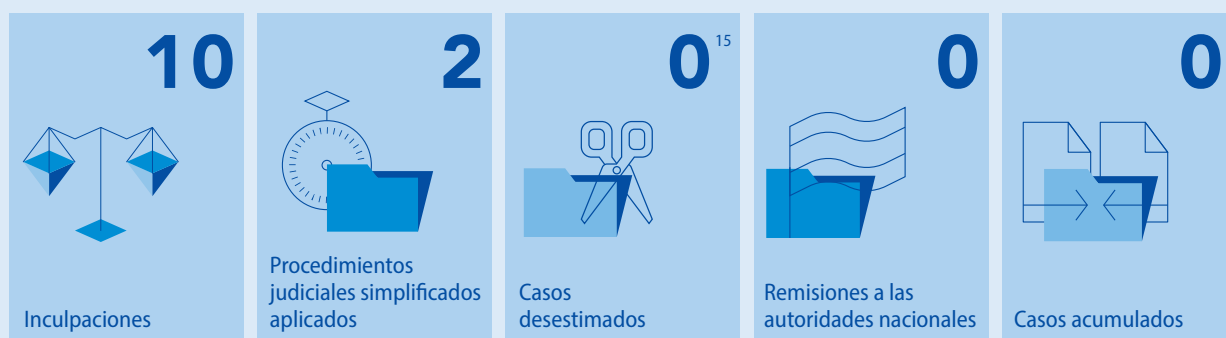 10
Inculpaciones
2
Procedimientos
judiciales simplificados
aplicados
0 15
Casos
desestimados
0
Remisiones a las
autoridades nacionales
0
Casos acumulados